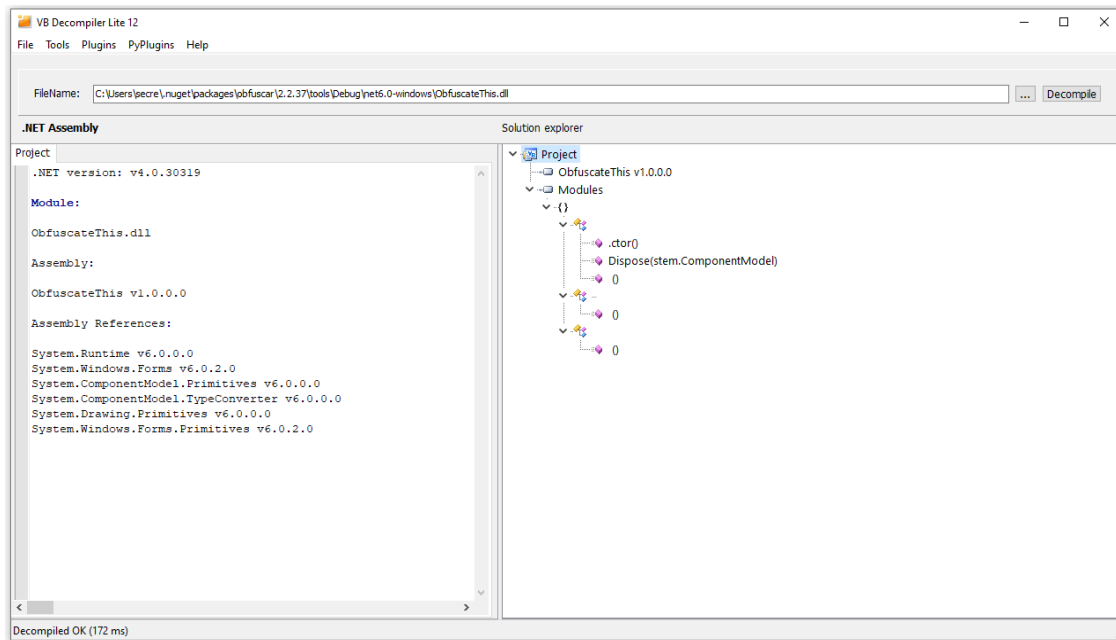 VB Decompiler Lite 12
File Tools Plugins PyPlugins Help
FileName: C:\Users\secre\.nuget\packages\obfuscar\2.2.37\tools\Debug\net6.0-windows\ObfuscateThis.dll ... Decompile
.NET Assembly
Solution explorer
Project
.NET version: v4.0.30319
Module:
ObfuscateThis.dll
Assembly:
ObfuscateThis v1.0.0.0
Assembly References:
System.Runtime v6.0.0.0
System.Windows.Forms v6.0.2.0
System.ComponentModel.Primitives v6.0.0.0
System.ComponentModel.TypeConverter v6.0.0.0
System.Drawing.Primitives v6.0.0.0
System.Windows.Forms.Primitives v6.0.2.0
Project
ObfuscateThis v1.0.0.0
Modules
{}
.ctor()
Dispose(stem.ComponentModel)
()
..
()
()
Decompiled OK (172 ms)